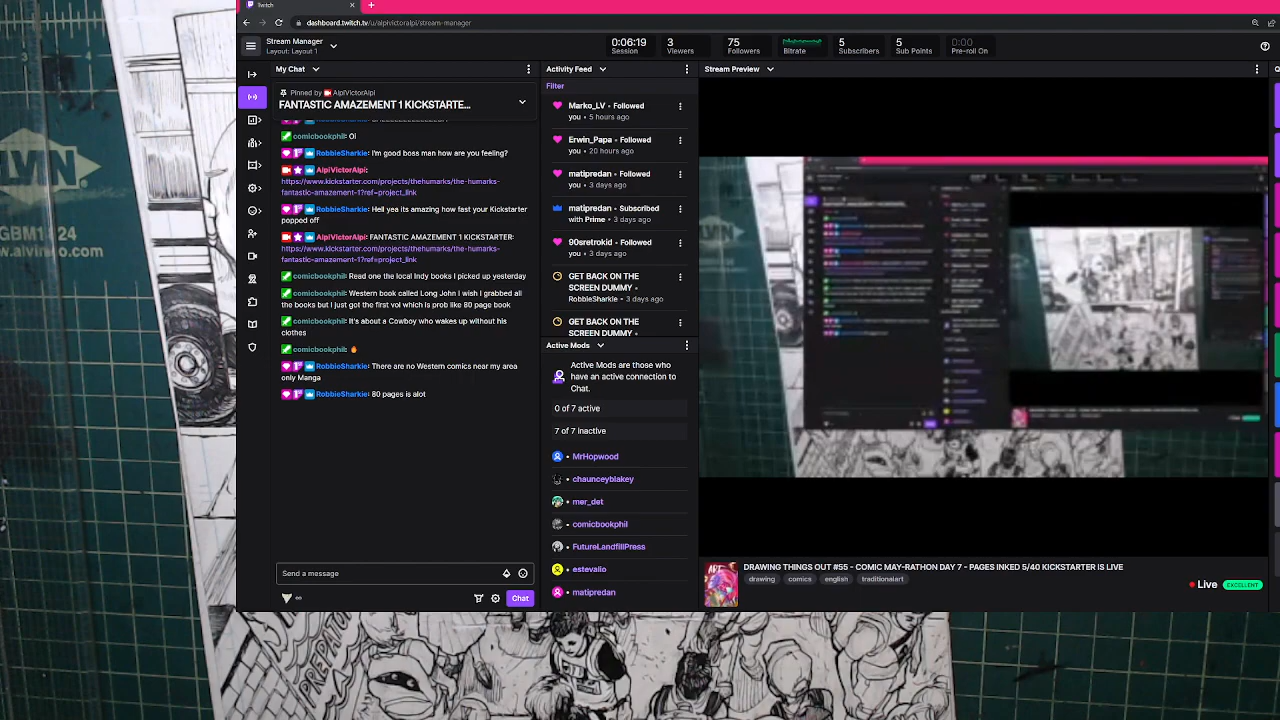 Twitch
dashboard.twitch.tv/u/alpivictoralpi/stream-manager
Stream Manager
Layout: Layout 1
0:06:19
Session
3
Viewers
75
Followers
Bitrate
5
Subscribers
5
Sub Points
0:00
Pre-roll On
My Chat
Pinned by AlpiVictorAlpi
FANTASTIC AMAZEMENT 1 KICKSTARTE...
comicbookphil: Oi
RobbieSharkie: I'm good boss man how are you feeling?
AlpiVictorAlpi:
https://www.kickstarter.com/projects/thehumarks/the-humarks-
fantastic-amazement-1?ref=project_link
RobbieSharkie: Hell yea its amazing how fast your Kickstarter
popped off
AlpiVictorAlpi: FANTASTIC AMAZEMENT 1 KICKSTARTER:
https://www.kickstarter.com/projects/thehumarks/the-humarks-
fantastic-amazement-1?ref=project_link
comicbookphil: Read one the local Indy books I picked up yesterday
comicbookphil: Western book called Long John I wish I grabbed all
the books but I just got the first vol which is prob like 80 page book
comicbookphil: It's about a Cowboy who wakes up without his
clothes
comicbookphil: 🔥
RobbieSharkie: There are no Western comics near my area
only Manga
RobbieSharkie: 80 pages is alot
Send a message
Chat
Activity Feed
Filter
Marko_LV • Followed
you • 5 hours ago
Erwin_Papa • Followed
you • 20 hours ago
matipredan • Followed
you • 3 days ago
matipredan • Subscribed
with Prime • 3 days ago
90sretrokid • Followed
you • 3 days ago
GET BACK ON THE
SCREEN DUMMY •
RobbieSharkie • 3 days ago
GET BACK ON THE
SCREEN DUMMY •
Active Mods
Active Mods are those who
have an active connection to
Chat.
0 of 7 active
7 of 7 inactive
MrHopwood
chaunceyblakey
mer_det
comicbookphil
FutureLandfillPress
estevalio
matipredan
Stream Preview
DRAWING THINGS OUT #55 - COMIC MAY-RATHON DAY 7 - PAGES INKED 5/40 KICKSTARTER IS LIVE
drawing
comics
english
traditionalart
Live
EXCELLENT